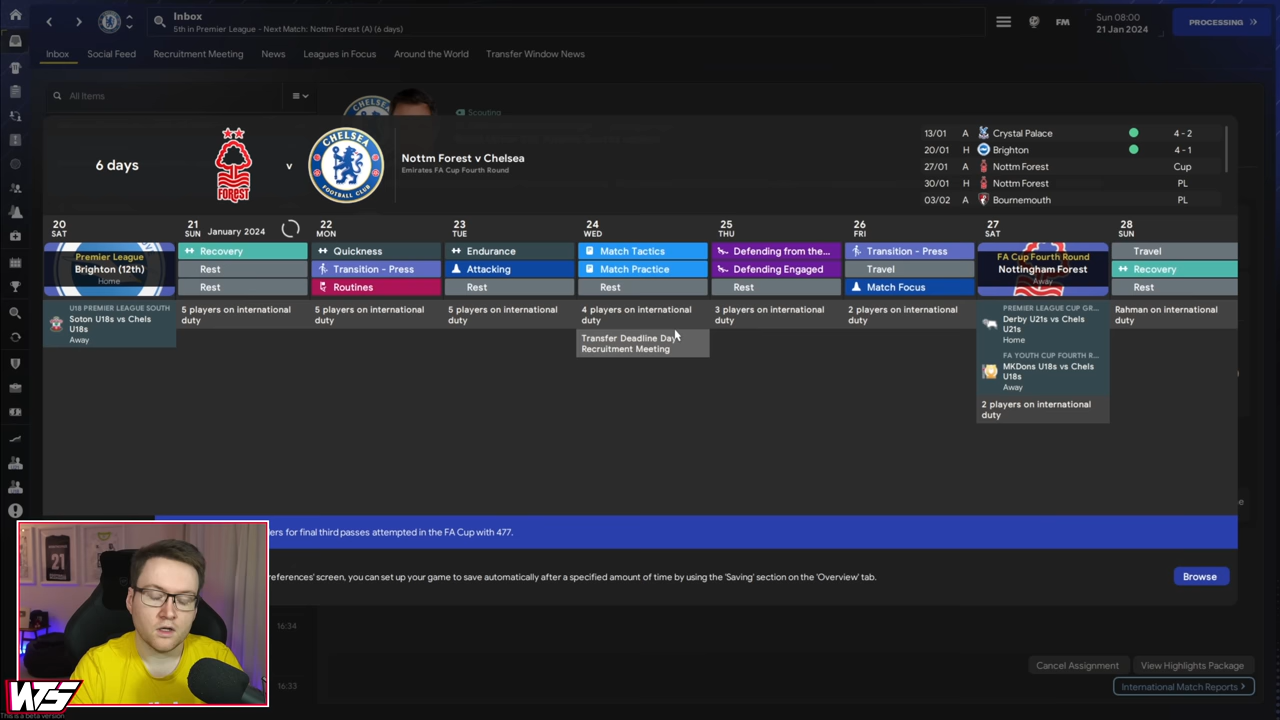 Inbox
5th in Premier League - Next Match: Nottm Forest (A) (6 days)
FM
Sun 08:00
21 Jan 2024
PROCESSING
Inbox
Social Feed
Recruitment Meeting
News
Leagues in Focus
Around the World
Transfer Window News
All Items
Scouting
6 days
FOREST
v
CHELSEA
FOOTBALL CLUB
Nottm Forest v Chelsea
Emirates FA Cup Fourth Round
13/01 A Crystal Palace 4 - 2
20/01 H Brighton 4 - 1
27/01 A Nottm Forest Cup
30/01 H Nottm Forest PL
03/02 A Bournemouth PL
20
SAT
21
SUN January 2024
22
MON
23
TUE
24
WED
25
THU
26
FRI
27
SAT
28
SUN
Premier League
Brighton (12th)
Home
Recovery
Rest
Rest
Quickness
Transition - Press
Routines
Endurance
Attacking
Rest
Match Tactics
Match Practice
Rest
Defending from the...
Defending Engaged
Rest
Transition - Press
Travel
Match Focus
FA Cup Fourth Round
Nottingham Forest
Away
Travel
Recovery
Rest
U18 PREMIER LEAGUE SOUTH
Soton U18s vs Chels
U18s
Away
5 players on international
duty
5 players on international
duty
5 players on international
duty
4 players on international
duty
Transfer Deadline Day
Recruitment Meeting
3 players on international
duty
2 players on international
duty
PREMIER LEAGUE CUP GR...
Derby U21s vs Chels
U21s
Home
FA YOUTH CUP FOURTH R...
MKDons U18s vs Chels
U18s
Away
2 players on international
duty
Rahman on international
duty
ers for final third passes attempted in the FA Cup with 477.
references' screen, you can set up your game to save automatically after a specified amount of time by using the 'Saving' section on the 'Overview' tab.
Browse
16:34
16:33
Cancel Assignment
View Highlights Package
International Match Reports
21
WTS
This is a beta version